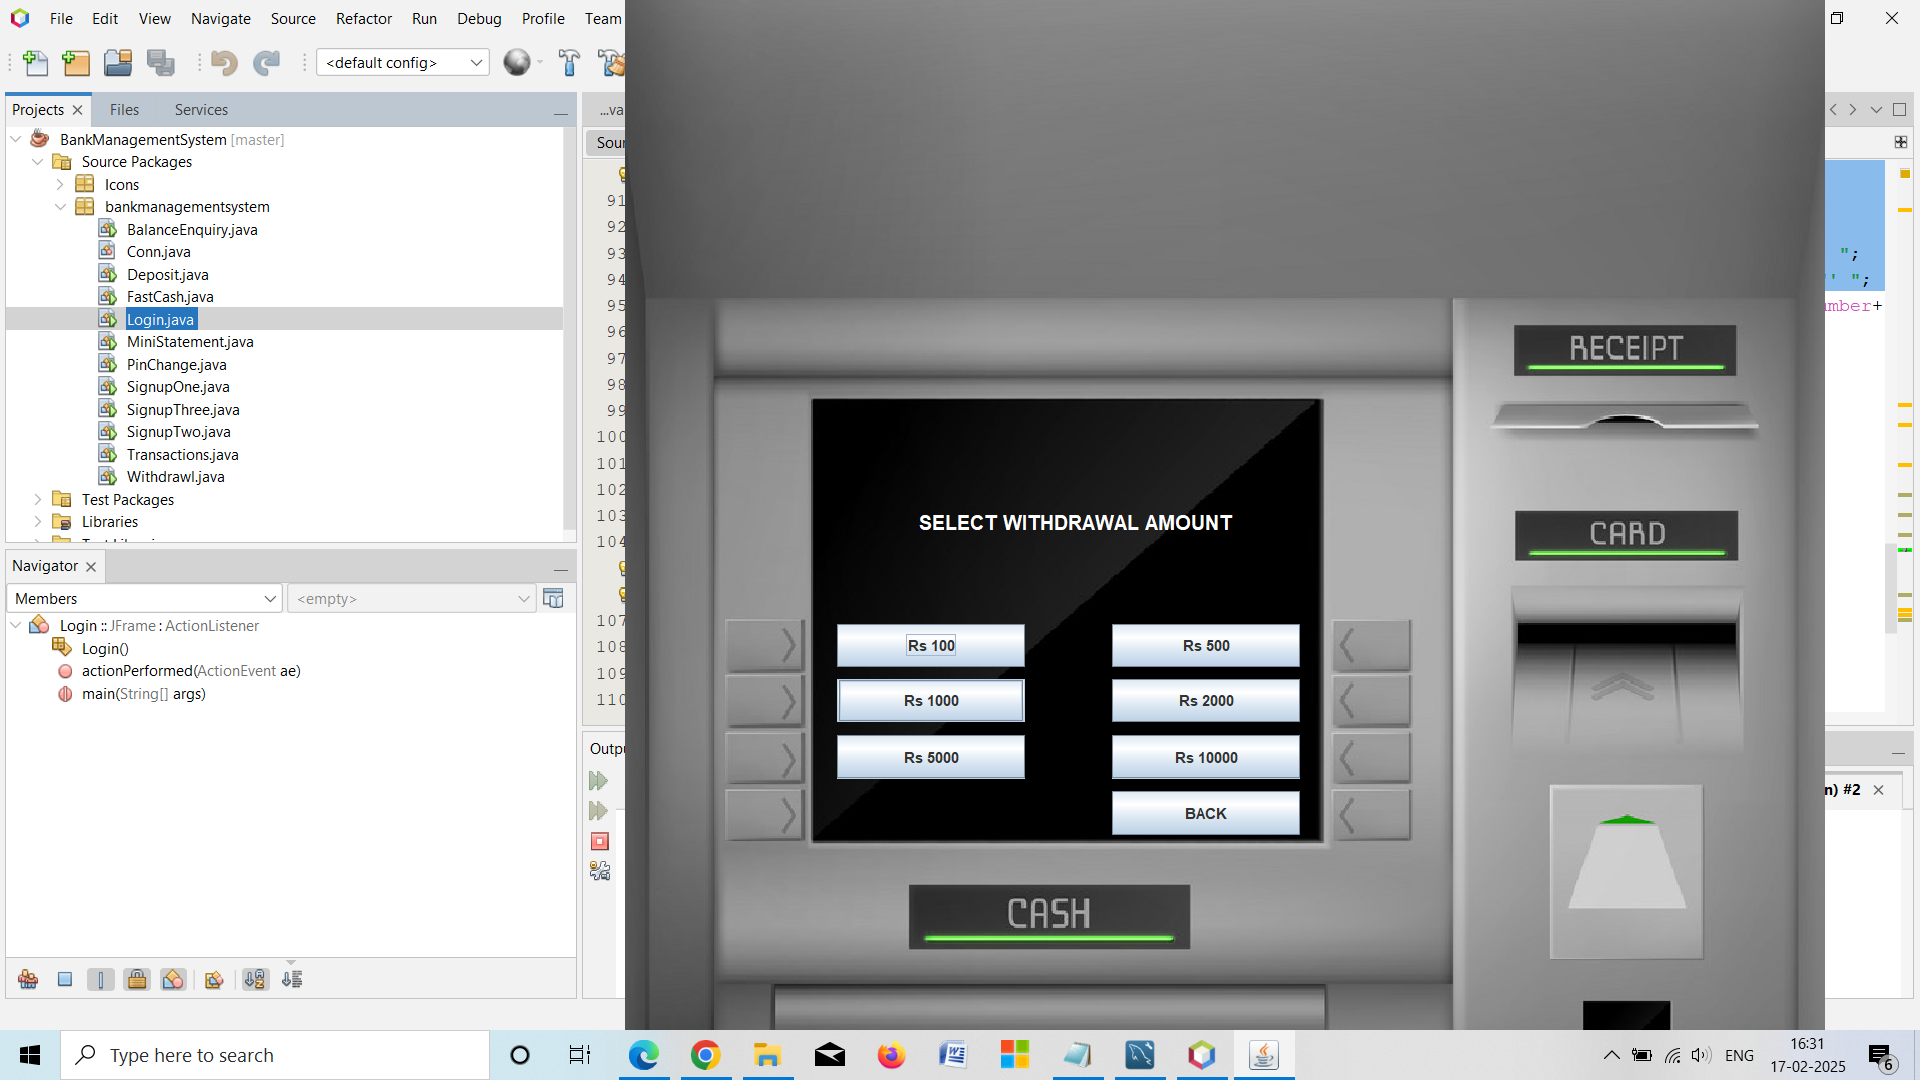 File Edit View Navigate Source Refactor Run Debug Profile Team
<default config>
Projects Files Services
BankManagementSystem [master]
Source Packages
Icons
bankmanagementsystem
BalanceEnquiry.java
Conn.java
Deposit.java
FastCash.java
Login.java
MiniStatement.java
PinChange.java
SignupOne.java
SignupThree.java
SignupTwo.java
Transactions.java
Withdrawl.java
Test Packages
Libraries
Navigator
Members <empty>
Login :: JFrame : ActionListener
Login()
actionPerformed(ActionEvent ae)
main(String[] args)
...va
Sour
91
92
93
94
95
96
97
98
99
100
101
102
103
104
107
108
109
110
Outpu
";
' ";
mber+
n) #2
RECEIPT
CARD
SELECT WITHDRAWAL AMOUNT
Rs 100 Rs 500
Rs 1000 Rs 2000
Rs 5000 Rs 10000
BACK
CASH
Type here to search
ENG
16:31
17-02-2025
6